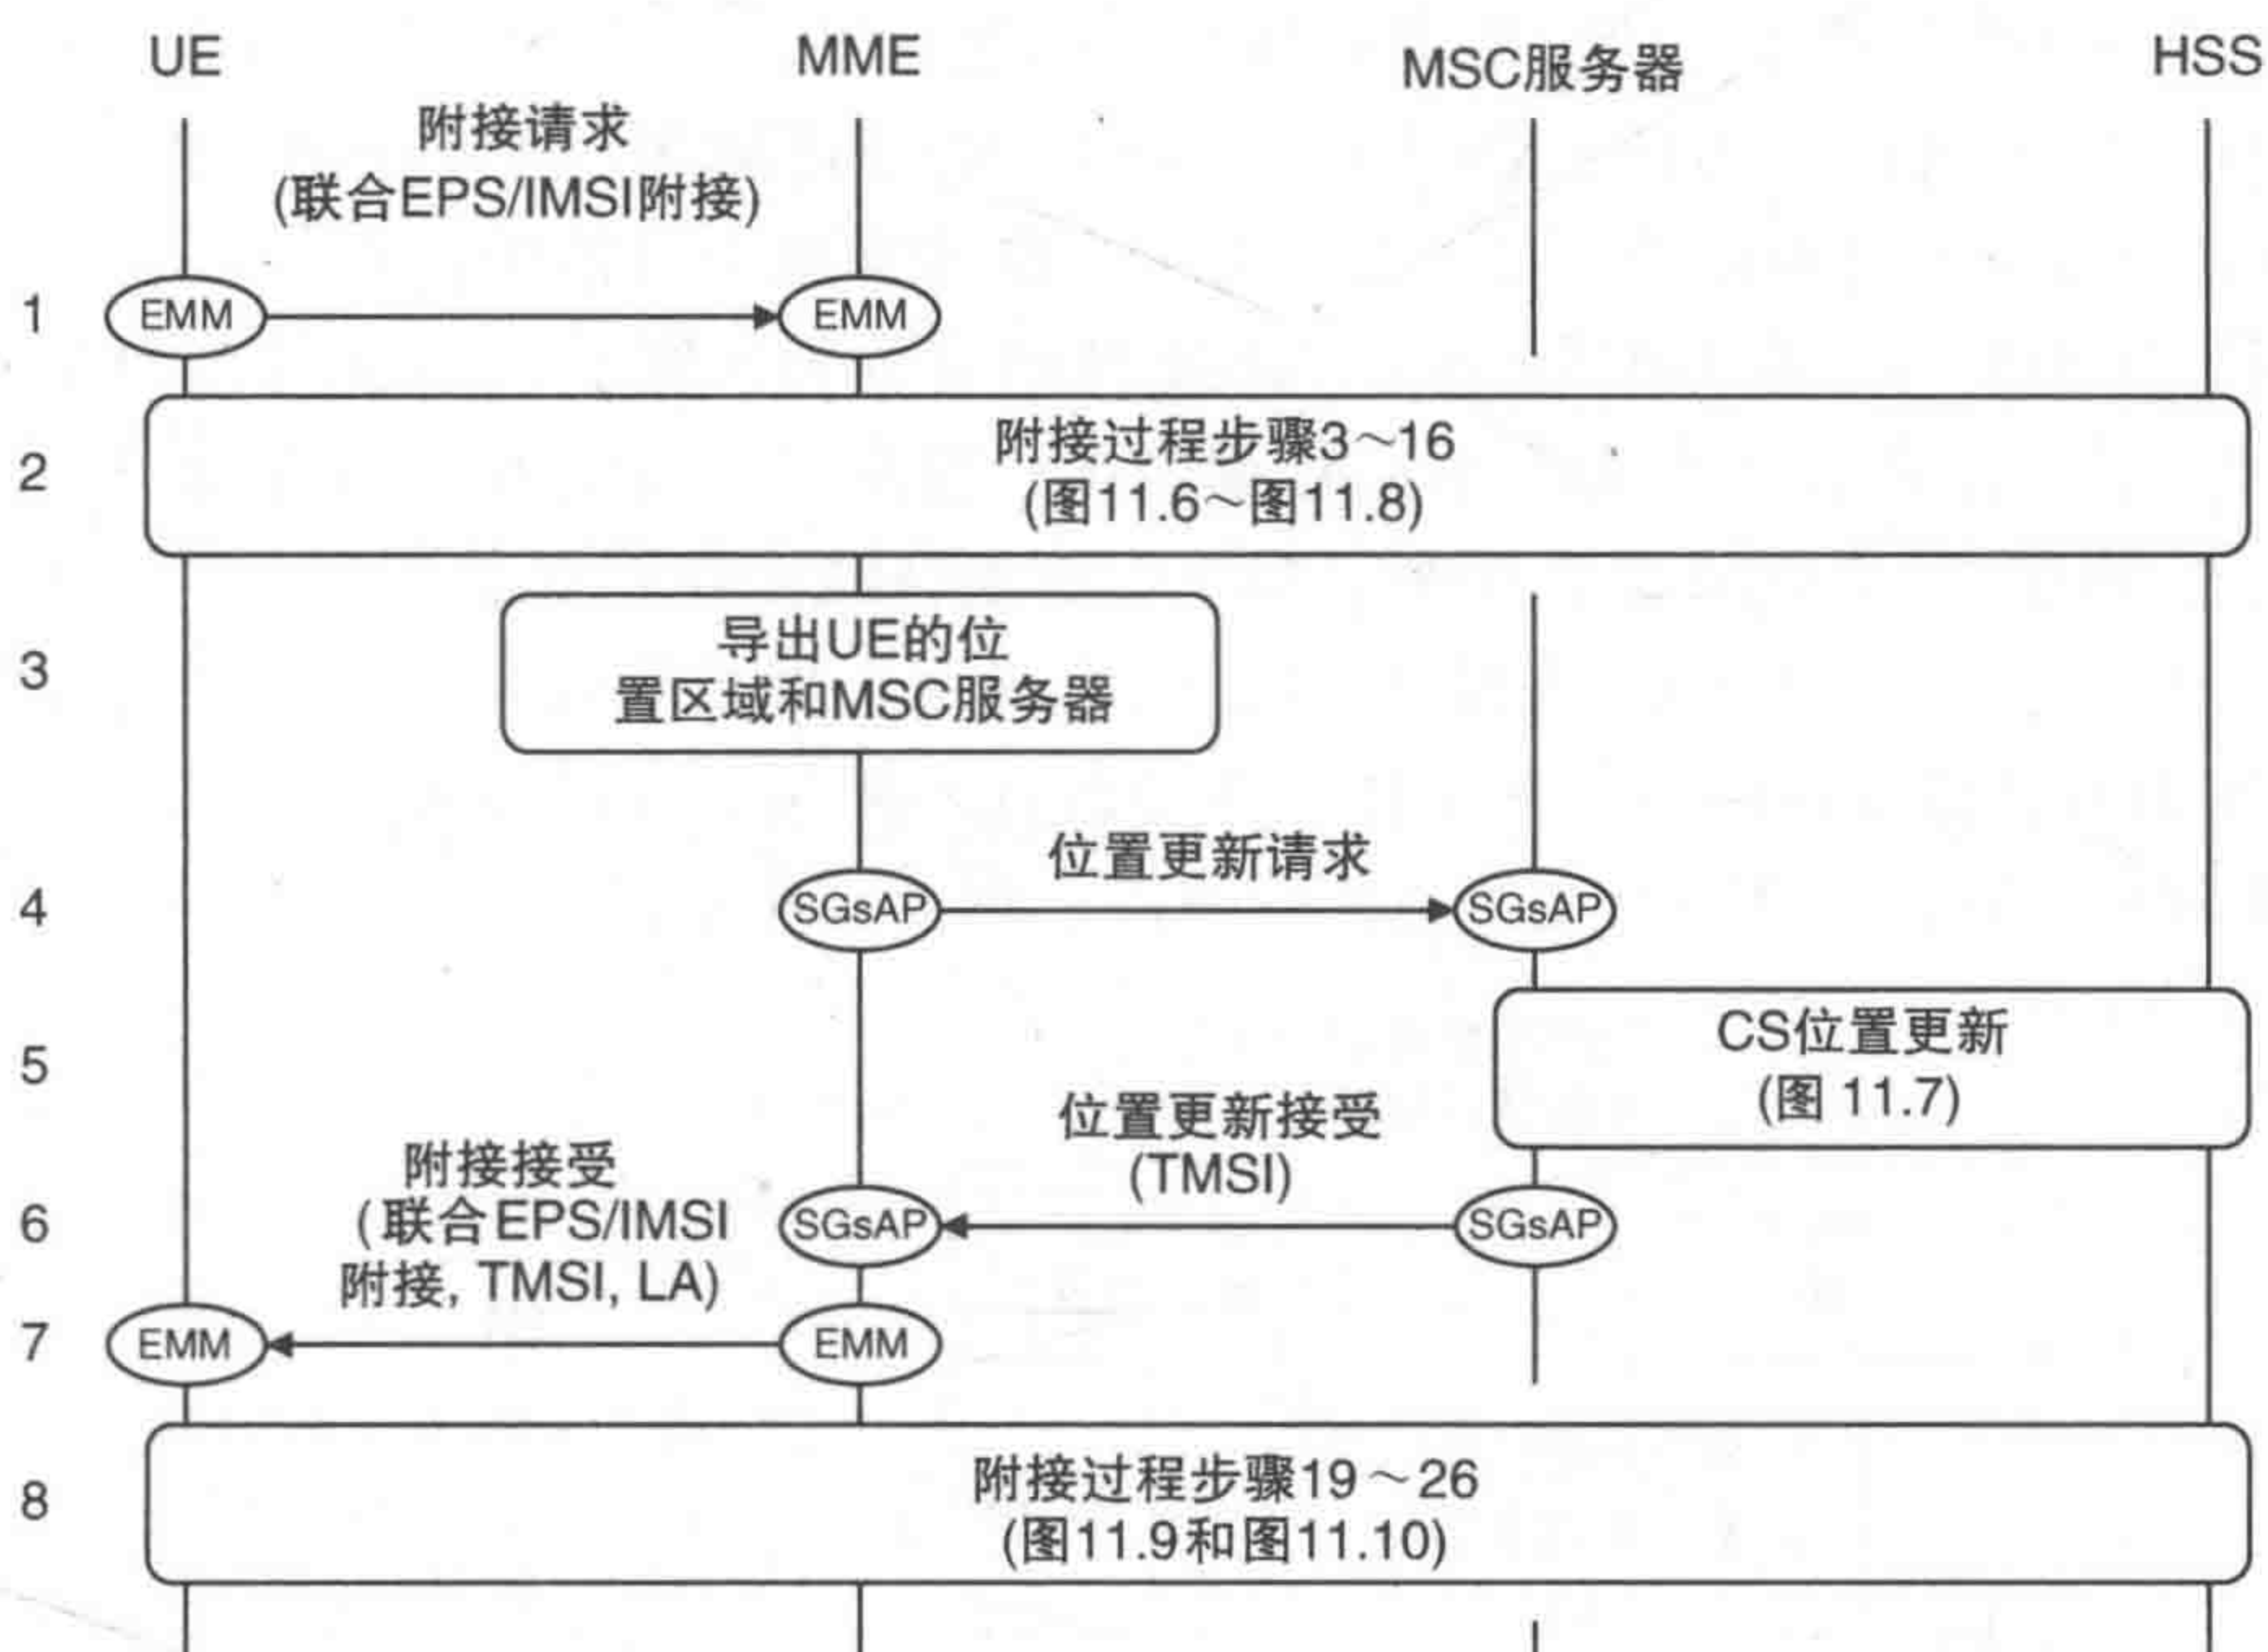 UE
MME
MSC服务器
HSS
附接请求
(联合EPS/IMSI附接)
1
EMM
EMM
2
附接过程步骤3～16
(图11.6～图11.8)
3
导出UE的位
置区域和MSC服务器
4
位置更新请求
SGsAP
SGsAP
5
CS位置更新
(图 11.7)
位置更新接受
(TMSI)
6
SGsAP
SGsAP
附接接受
(联合EPS/IMSI
附接, TMSI, LA)
7
EMM
EMM
8
附接过程步骤19～26
(图11.9和图11.10)